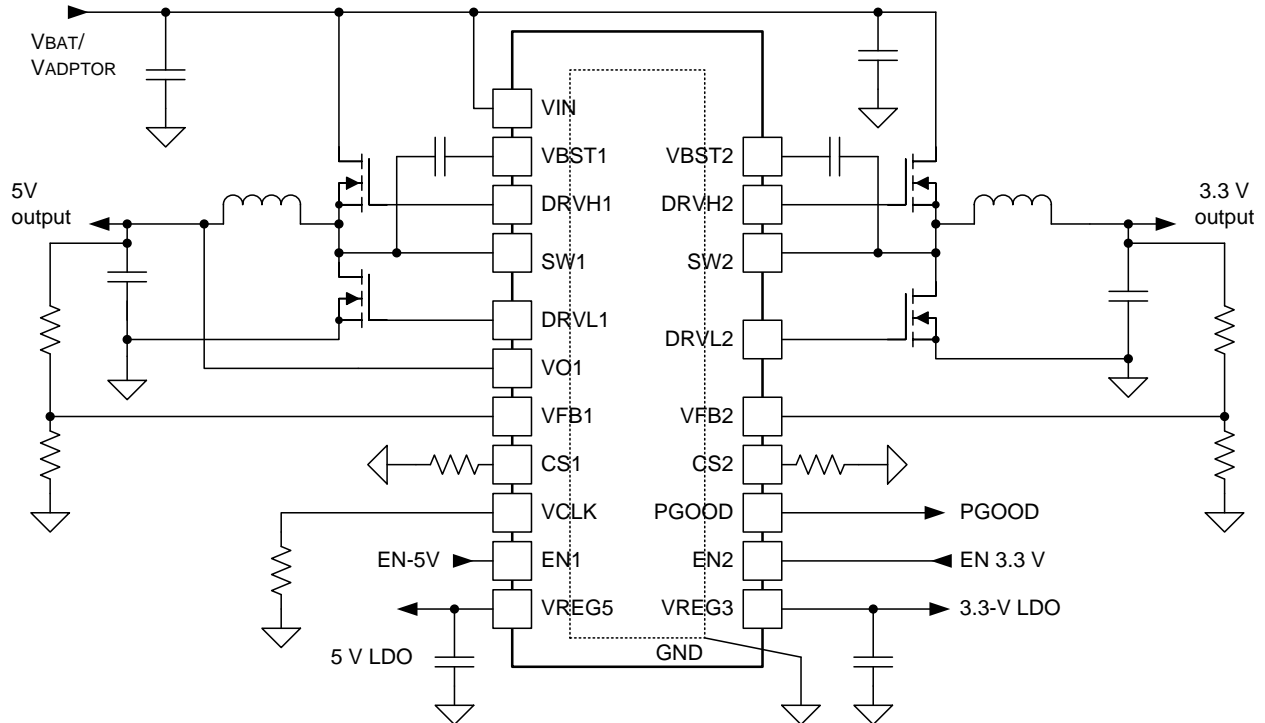 VBAT/
VADPTOR
VIN
VBST1
VBST2
5V
output
DRVH1
DRVH2
3.3 V
output
SW1
SW2
DRVL1
DRVL2
VO1
VFB1
VFB2
CS1
CS2
VCLK
PGOOD
PGOOD
EN-5V
EN1
EN2
EN 3.3 V
VREG5
VREG3
3.3-V LDO
5 V LDO
GND